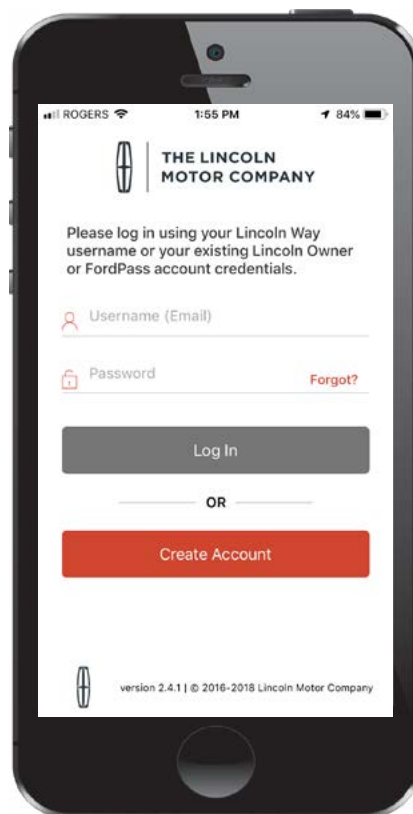 ROGERS 1:55 PM 84%
THE LINCOLN
MOTOR COMPANY
Please log in using your Lincoln Way
username or your existing Lincoln Owner
or FordPass account credentials.
Username (Email)
Password Forgot?
Log In
OR
Create Account
version 2.4.1 | © 2016-2018 Lincoln Motor Company